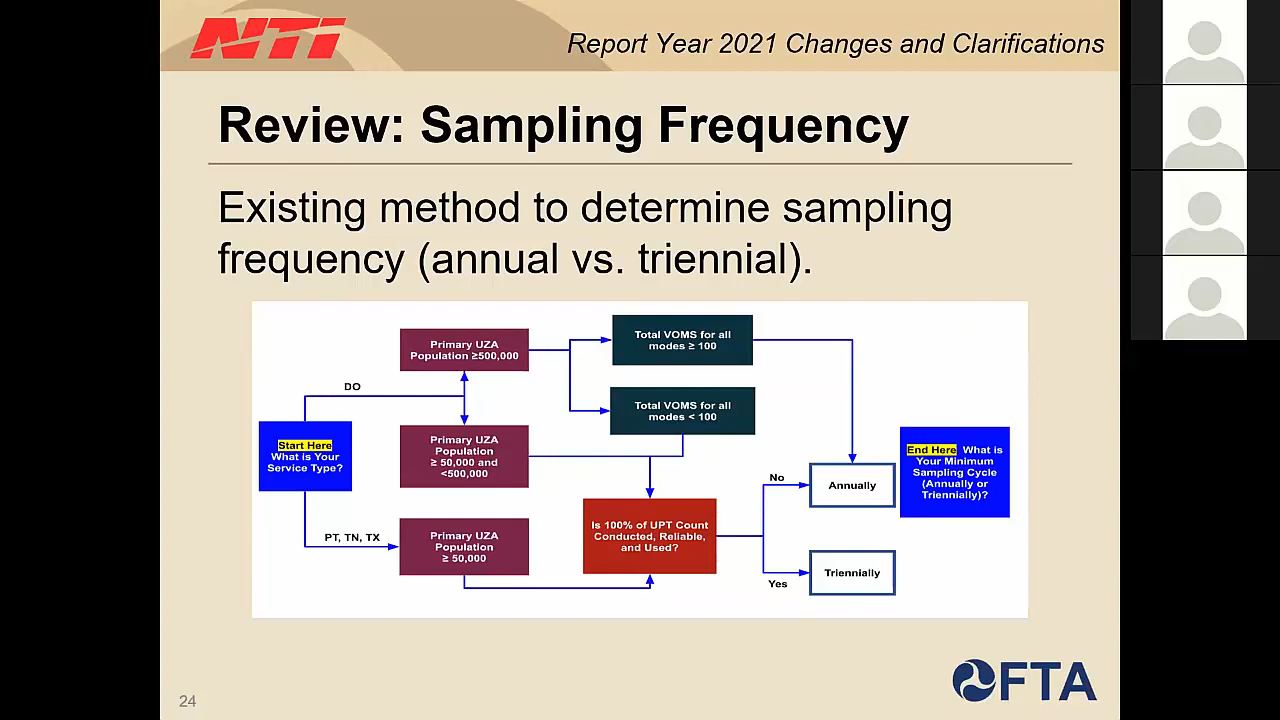 NTI
Report Year 2021 Changes and Clarifications
Review: Sampling Frequency
Existing method to determine sampling
frequency (annual vs. triennial).
Start Here
What is Your
Service Type?
DO
PT, TN, TX
Primary UZA
Population ≥500,000
Primary UZA
Population
≥ 50,000 and
<500,000
Primary UZA
Population
≥ 50,000
Total VOMS for all
modes ≥ 100
Total VOMS for all
modes < 100
Is 100% of UPT Count
Conducted, Reliable,
and Used?
No
Yes
Annually
Triennially
End Here What is
Your Minimum
Sampling Cycle
(Annually or
Triennially)?
24
FTA